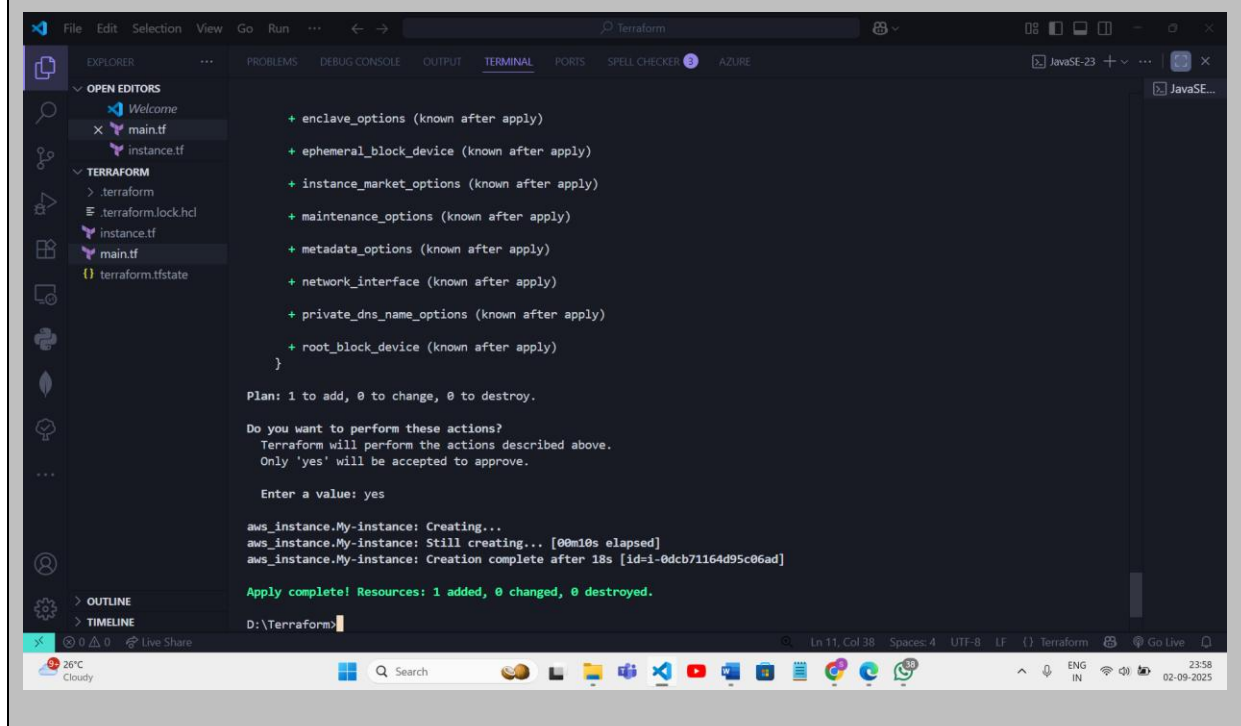 File Edit Selection View Go Run ··· ← → Terraform
EXPLORER ···
OPEN EDITORS
Welcome
main.tf
instance.tf
TERRAFORM
.terraform
.terraform.lock.hcl
instance.tf
main.tf
{} terraform.tfstate
OUTLINE
TIMELINE
PROBLEMS DEBUG CONSOLE OUTPUT TERMINAL PORTS SPELL CHECKER 3 AZURE
JavaSE-23
JavaSE...
+ enclave_options (known after apply)
+ ephemeral_block_device (known after apply)
+ instance_market_options (known after apply)
+ maintenance_options (known after apply)
+ metadata_options (known after apply)
+ network_interface (known after apply)
+ private_dns_name_options (known after apply)
+ root_block_device (known after apply)
}
Plan: 1 to add, 0 to change, 0 to destroy.
Do you want to perform these actions?
Terraform will perform the actions described above.
Only 'yes' will be accepted to approve.
Enter a value: yes
aws_instance.My-instance: Creating...
aws_instance.My-instance: Still creating... [00m10s elapsed]
aws_instance.My-instance: Creation complete after 18s [id=i-0dcb71164d95c06ad]
Apply complete! Resources: 1 added, 0 changed, 0 destroyed.
D:\Terraform>
0 0 Live Share Ln 11, Col 38 Spaces: 4 UTF-8 LF {} Terraform Go Live
26°C
Cloudy
Search
ENG
IN
23:58
02-09-2025